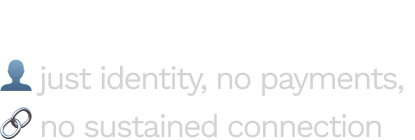 just identity, no payments,
no sustained connection